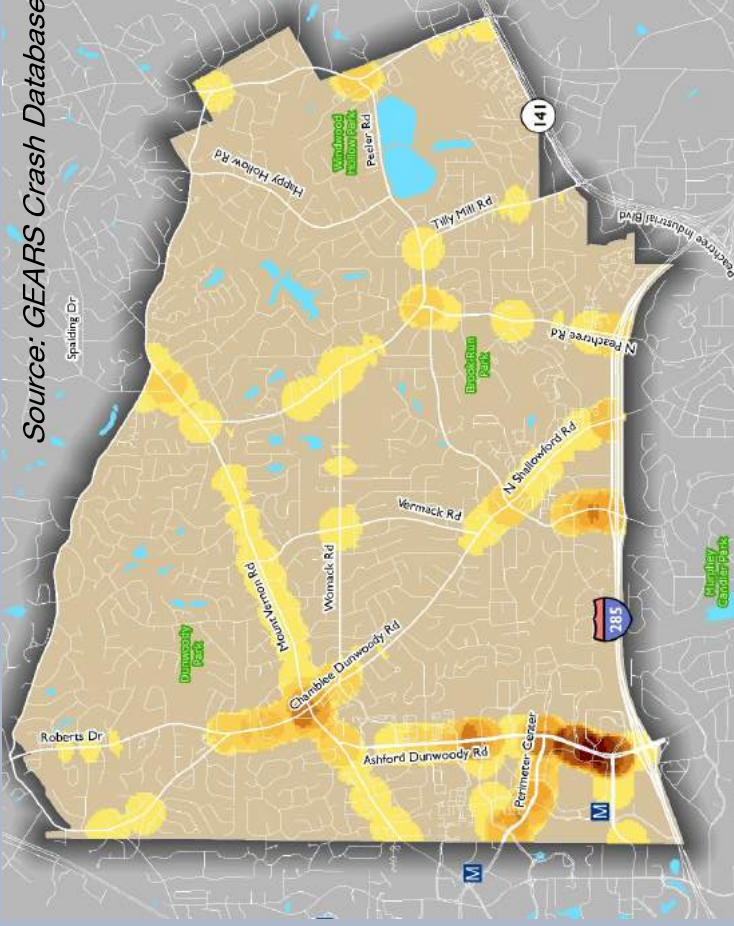 Source: GEARS Crash Database
Spalding Dr
Happy Hollow Rd
Windwood
Hollow Park
Peeler Rd
141
Tilly Mill Rd
Peachtree Industrial Blvd
N Peachtree Rd
Brook Run
Park
N Shallowford Rd
Vermack Rd
Womack Rd
Mount Vernon Rd
Dunwoody
Park
Chamblee Dunwoody Rd
Roberts Dr
Ashford Dunwoody Rd
Perimeter Center
285
Murphey
Candler Park
M
M